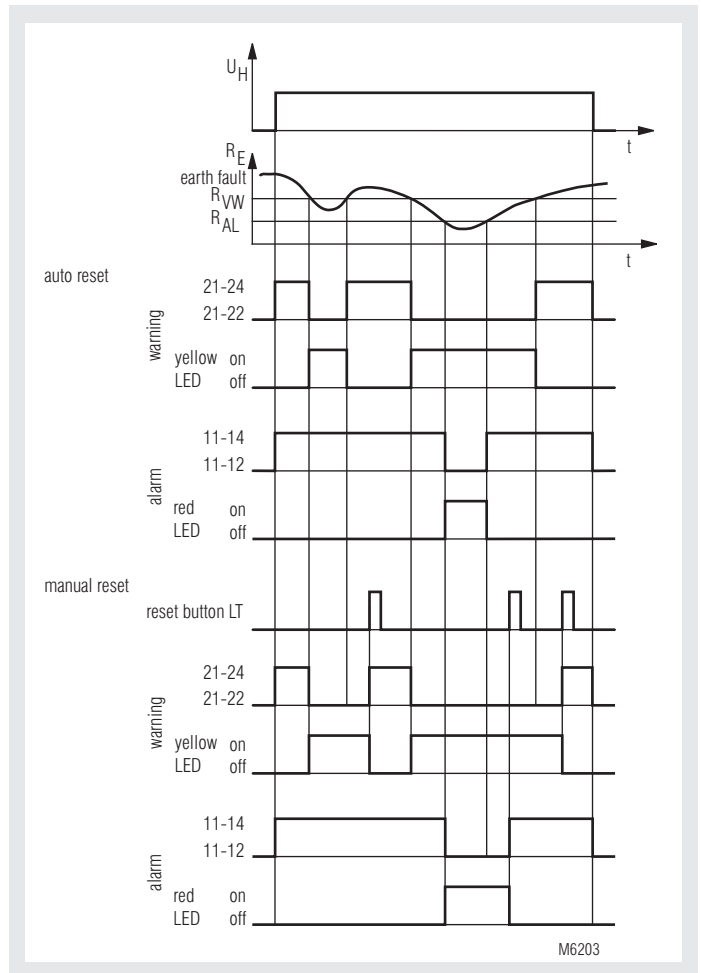 U H
t
R E
earth fault
R VW
R AL
t
auto reset
21-24
21-22
warning
yellow on
LED off
11-14
11-12
alarm
red on
LED off
manual reset
reset button LT
21-24
21-22
warning
yellow on
LED off
11-14
11-12
alarm
red on
LED off
M6203